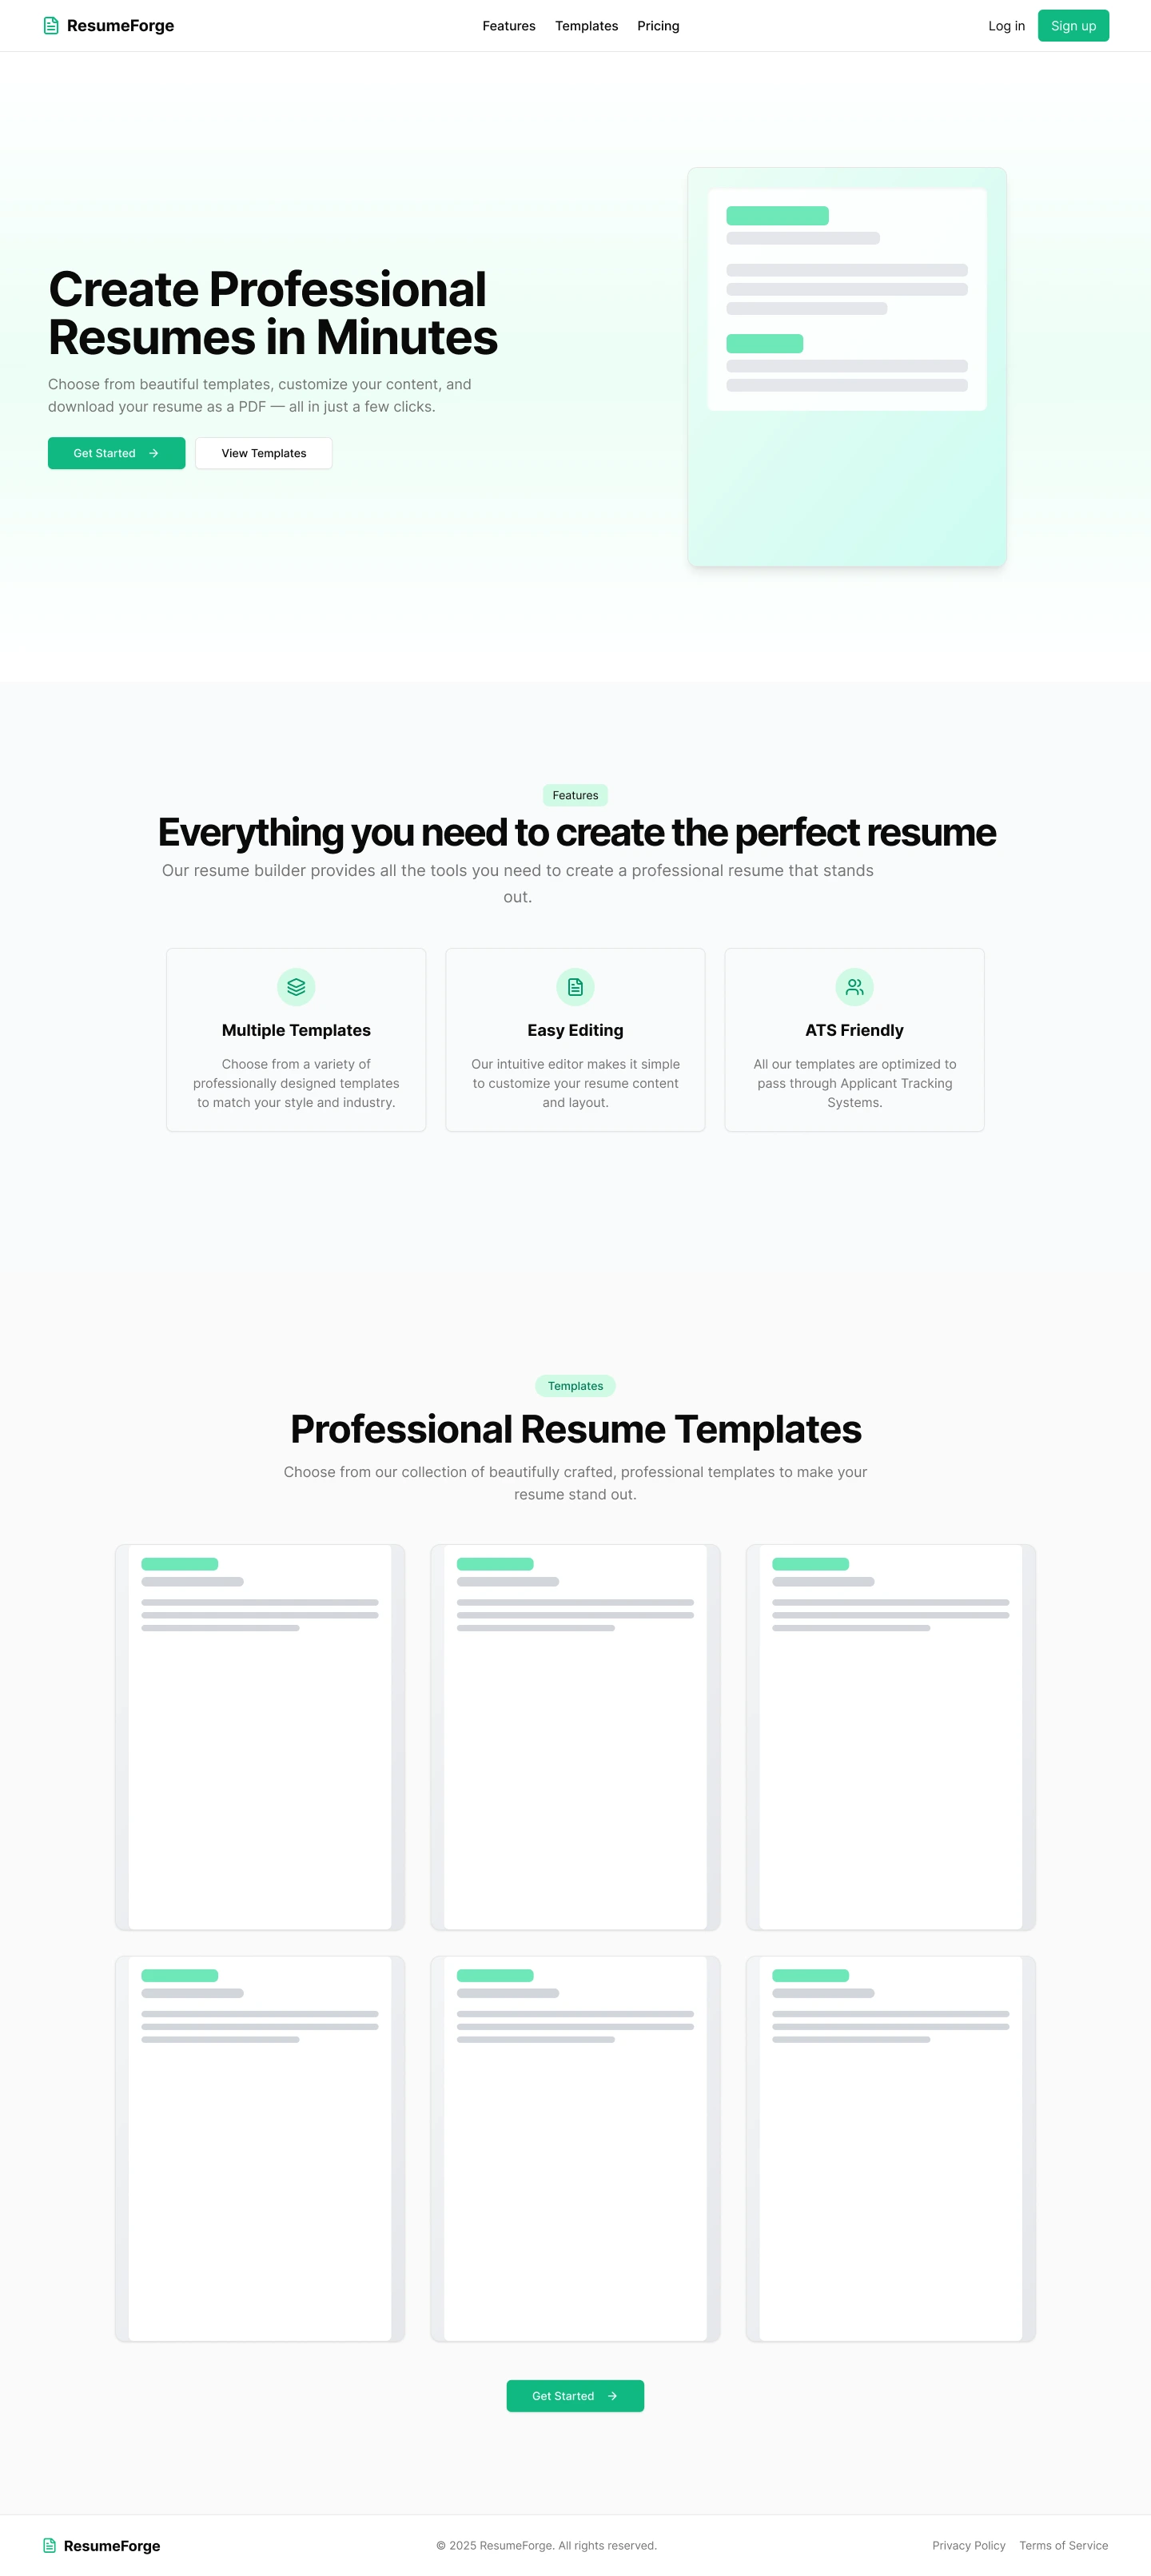 ResumeForge
Features
Templates
Pricing
Log in
Sign up
Create Professional
Resumes in Minutes
Choose from beautiful templates, customize your content, and
download your resume as a PDF — all in just a few clicks.
Get Started
View Templates
Features
Everything you need to create the perfect resume
Our resume builder provides all the tools you need to create a professional resume that stands
out.
Multiple Templates
Choose from a variety of
professionally designed templates
to match your style and industry.
Easy Editing
Our intuitive editor makes it simple
to customize your resume content
and layout.
ATS Friendly
All our templates are optimized to
pass through Applicant Tracking
Systems.
Templates
Professional Resume Templates
Choose from our collection of beautifully crafted, professional templates to make your
resume stand out.
Get Started
ResumeForge
© 2025 ResumeForge. All rights reserved.
Privacy Policy
Terms of Service